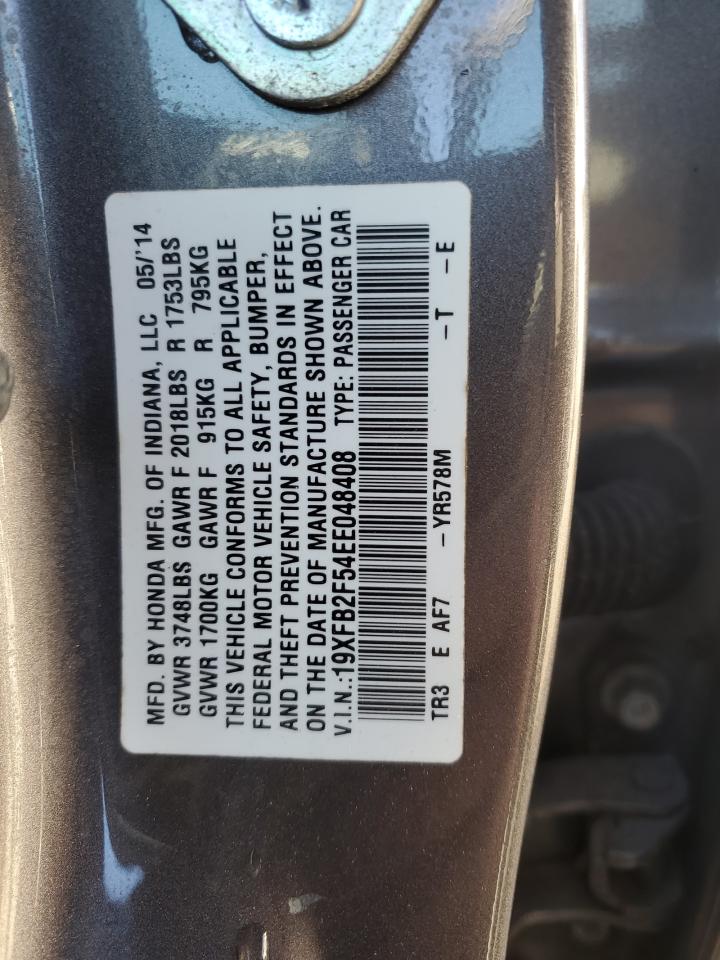 MFD. BY HONDA MFG. OF INDIANA, LLC 05/'14
GVWR 3748LBS GAWR F 2018LBS R 1753LBS
GVWR 1700KG GAWR F 915KG R 795KG
THIS VEHICLE CONFORMS TO ALL APPLICABLE
FEDERAL MOTOR VEHICLE SAFETY, BUMPER,
AND THEFT PREVENTION STANDARDS IN EFFECT
ON THE DATE OF MANUFACTURE SHOWN ABOVE.
V.I.N.:19XFB2F54EE048408 TYPE: PASSENGER CAR
TR3 E AF7 -YR578M -T -E